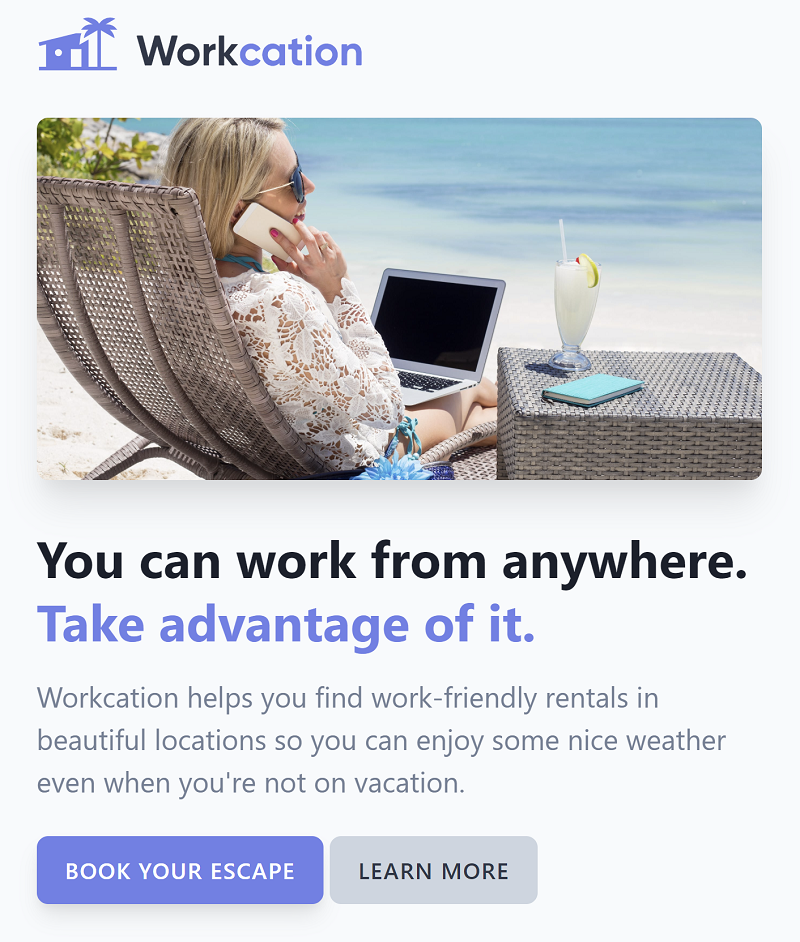 Workcation
You can work from anywhere.
Take advantage of it.
Workcation helps you find work-friendly rentals in
beautiful locations so you can enjoy some nice weather
even when you're not on vacation.
BOOK YOUR ESCAPE
LEARN MORE